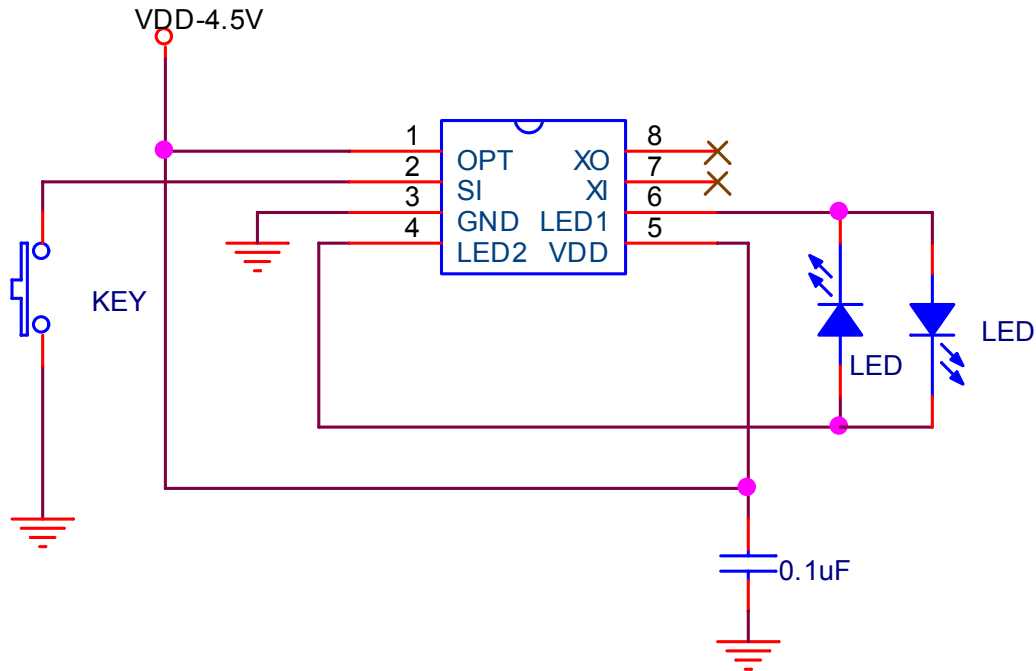 VDD-4.5V
1 OPT XO 8
2 SI XI 7
3 GND LED1 6
4 LED2 VDD 5
KEY
LED
LED
0.1uF